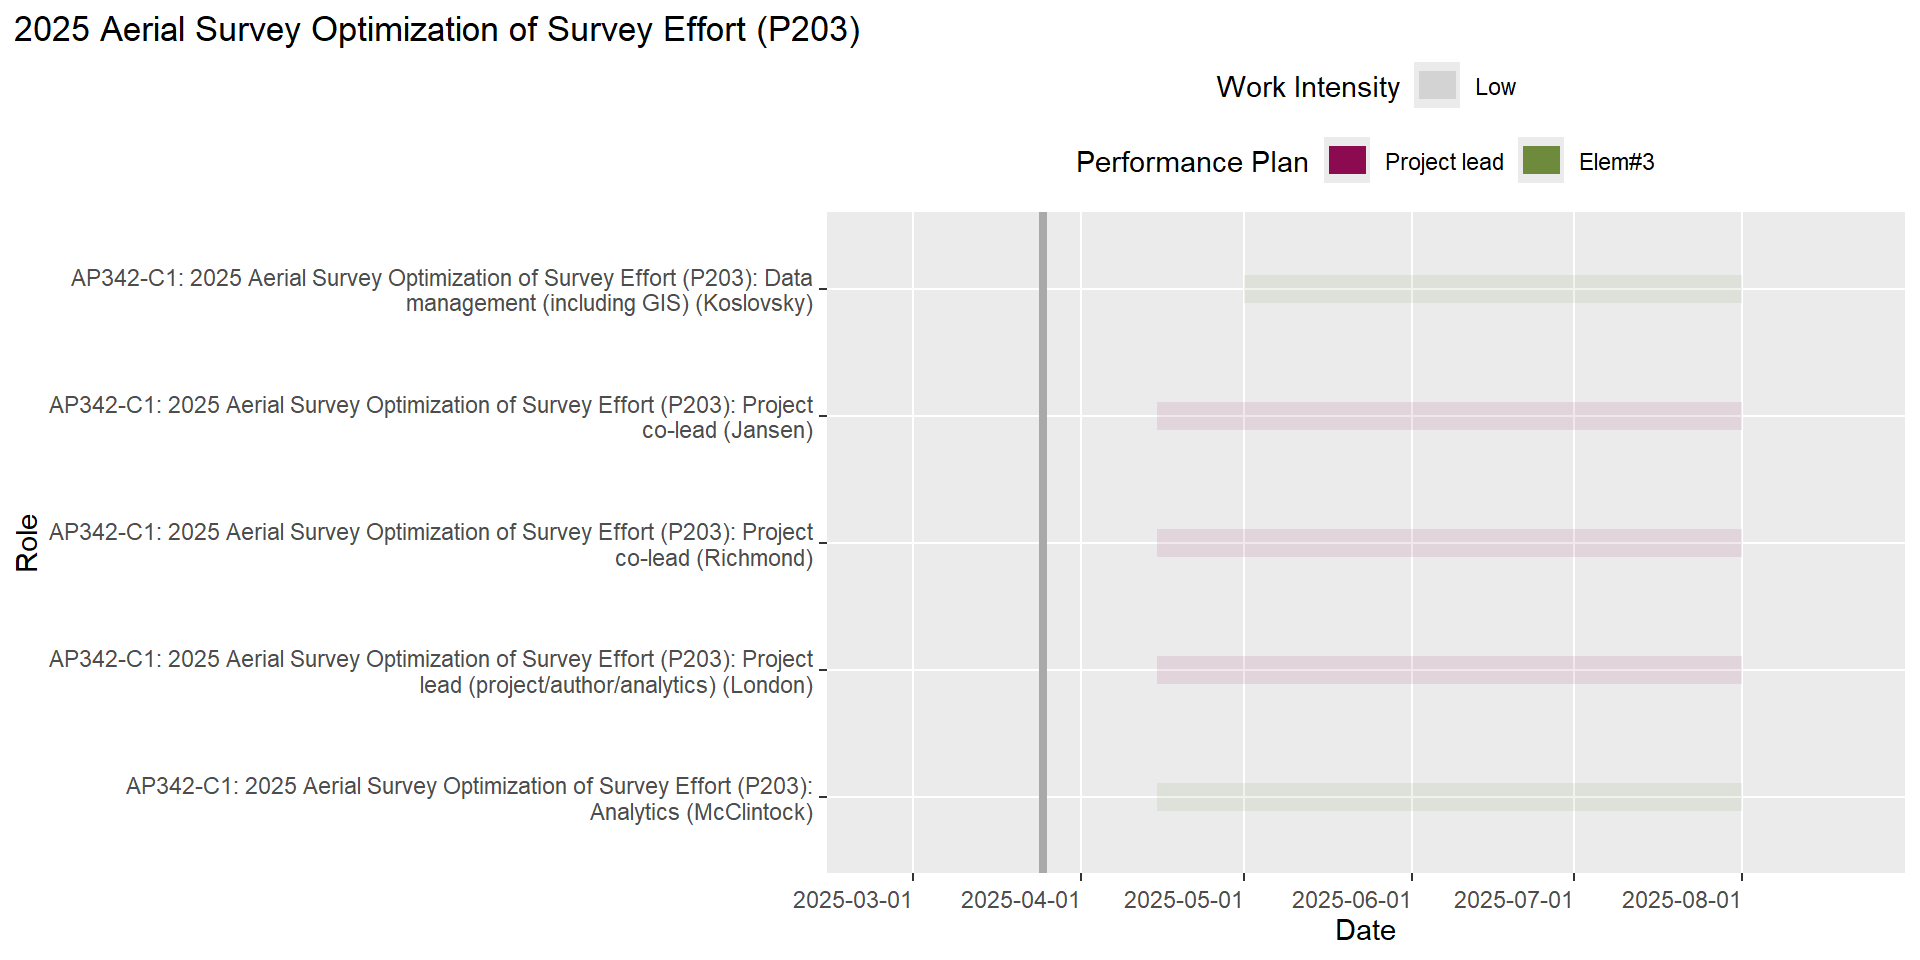 2025 Aerial Survey Optimization of Survey Effort (P203)
Work Intensity Low
Performance Plan Project lead Elem#3
AP342-C1: 2025 Aerial Survey Optimization of Survey Effort (P203): Data
management (including GIS) (Koslovsky)
AP342-C1: 2025 Aerial Survey Optimization of Survey Effort (P203): Project
co-lead (Jansen)
Role
AP342-C1: 2025 Aerial Survey Optimization of Survey Effort (P203): Project
co-lead (Richmond)
AP342-C1: 2025 Aerial Survey Optimization of Survey Effort (P203): Project
lead (project/author/analytics) (London)
AP342-C1: 2025 Aerial Survey Optimization of Survey Effort (P203):
Analytics (McClintock)
2025-03-01 2025-04-01 2025-05-01 2025-06-01 2025-07-01 2025-08-01
Date